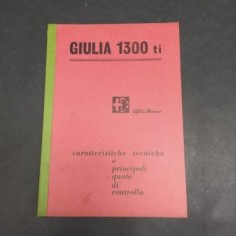 GIULIA 1300 ti
alfa Romeo
caratteristiche tecniche
e
principali
quote
di
controllo